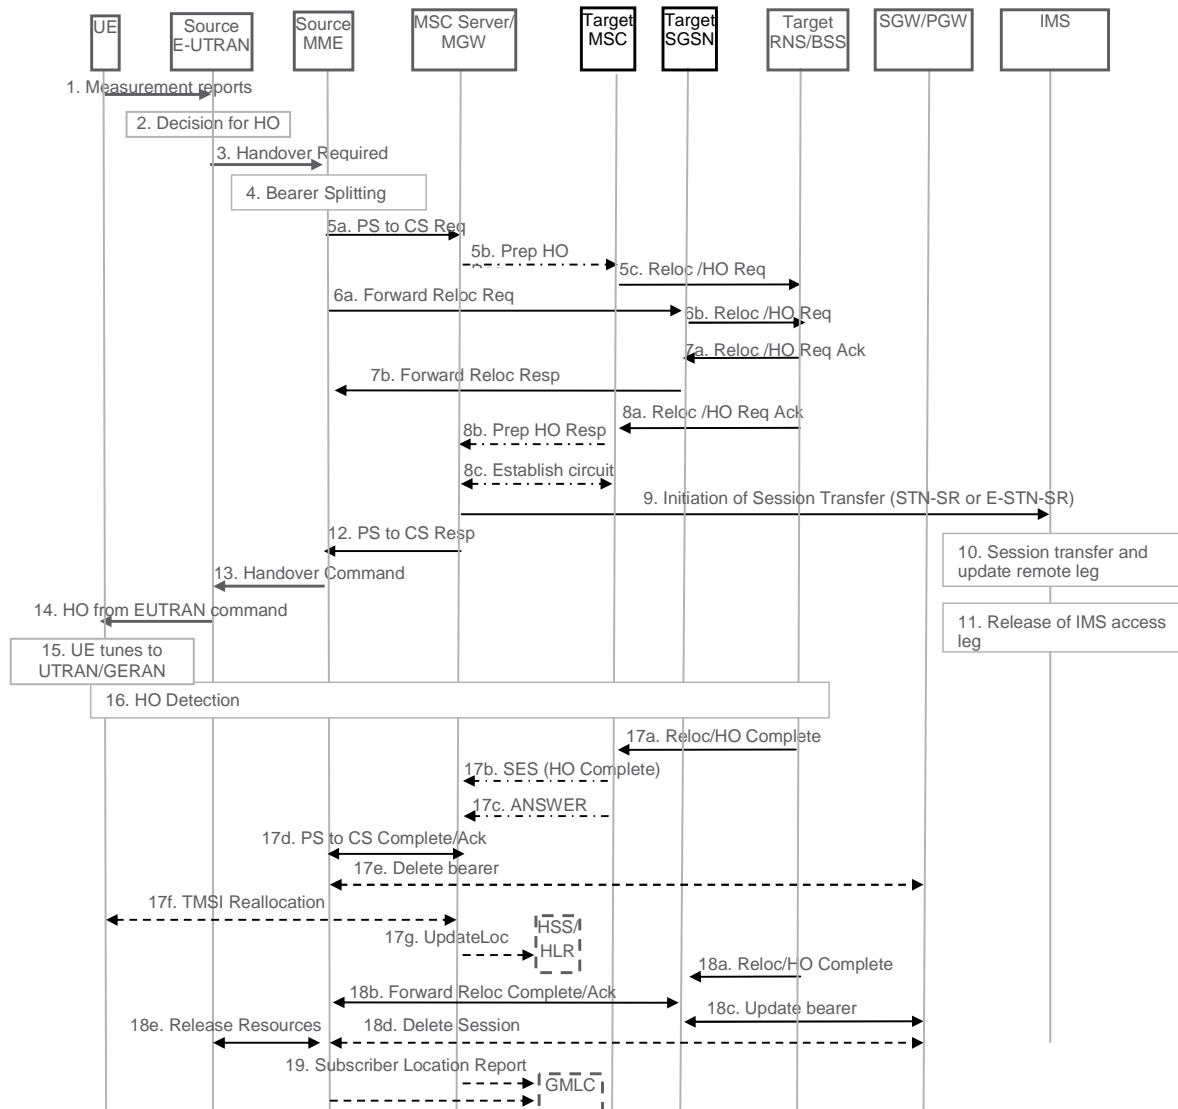 UE
Source
E-UTRAN
Source
MME
MSC Server/
MGW
Target
MSC
Target
SGSN
Target
RNS/BSS
SGW/PGW
IMS
1. Measurement reports
2. Decision for HO
3. Handover Required
4. Bearer Splitting
5a. PS to CS Req
5b. Prep HO
5c. Reloc /HO Req
6a. Forward Reloc Req
6b. Reloc /HO Req
7a. Reloc /HO Req Ack
7b. Forward Reloc Resp
8a. Reloc /HO Req Ack
8b. Prep HO Resp
8c. Establish circuit
9. Initiation of Session Transfer (STN-SR or E-STN-SR)
12. PS to CS Resp
10. Session transfer and
update remote leg
13. Handover Command
14. HO from EUTRAN command
11. Release of IMS access
leg
15. UE tunes to
UTRAN/GERAN
16. HO Detection
17a. Reloc/HO Complete
17b. SES (HO Complete)
17c. ANSWER
17d. PS to CS Complete/Ack
17e. Delete bearer
17f. TMSI Reallocation
17g. UpdateLoc
HSS/
HLR
18a. Reloc/HO Complete
18b. Forward Reloc Complete/Ack
18c. Update bearer
18e. Release Resources
18d. Delete Session
19. Subscriber Location Report
GMLC